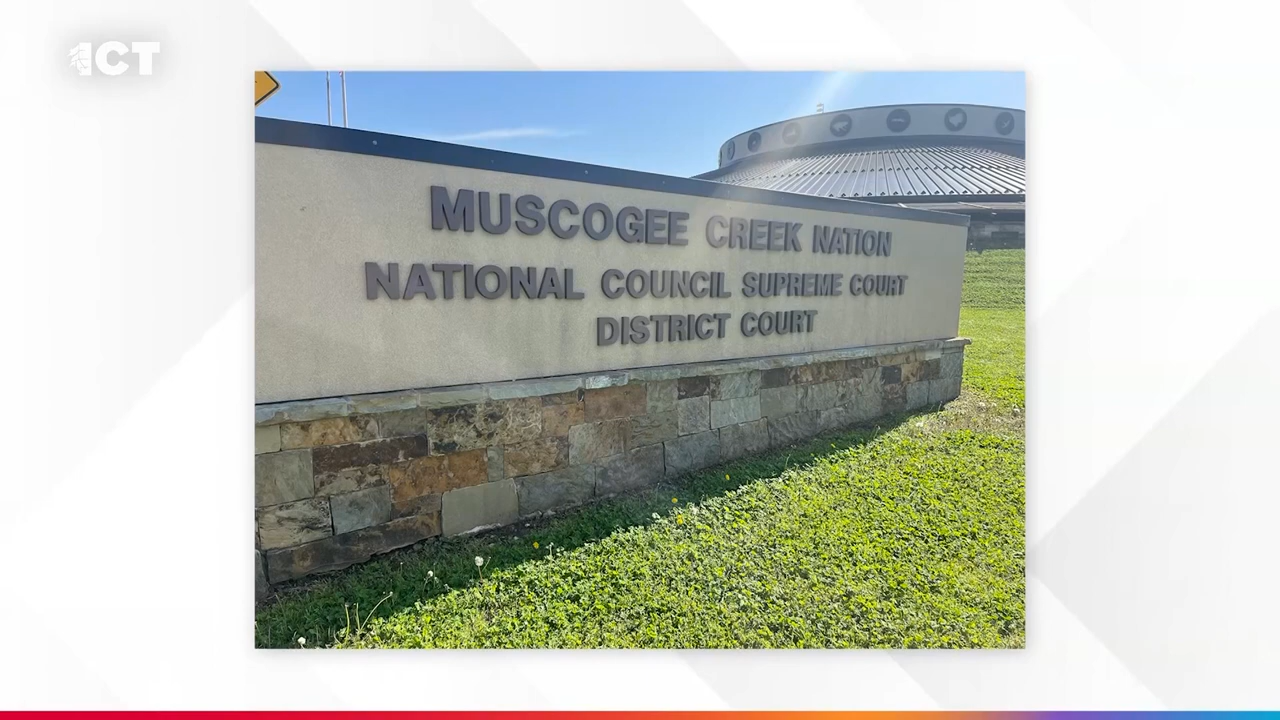 ICT
MUSCOGEE CREEK NATION
NATIONAL COUNCIL SUPREME COURT
DISTRICT COURT